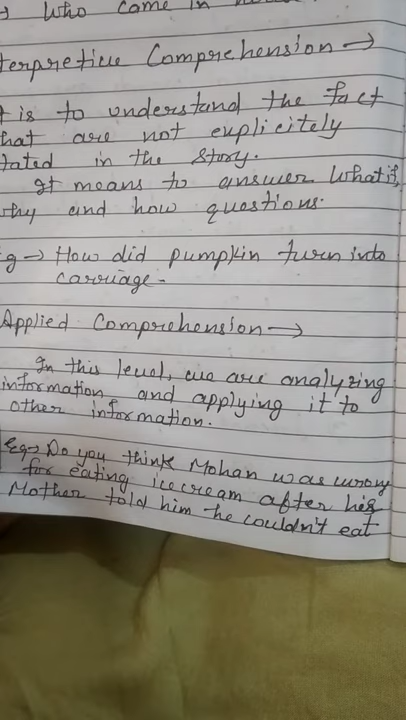 → Who come in
terpretive Comprehension →
t is to understand the fact
hat are not explicitely
tated in the story.
It means to answer What if,
why and how questions.
g → How did pumpkin turn into
carriage.
Applied Comprehension →
In this level, we are analyzing
information and applying it to
other information.
Eg → Do you think Mohan was wrong
for eating icecream after his
Mother told him he couldn't eat